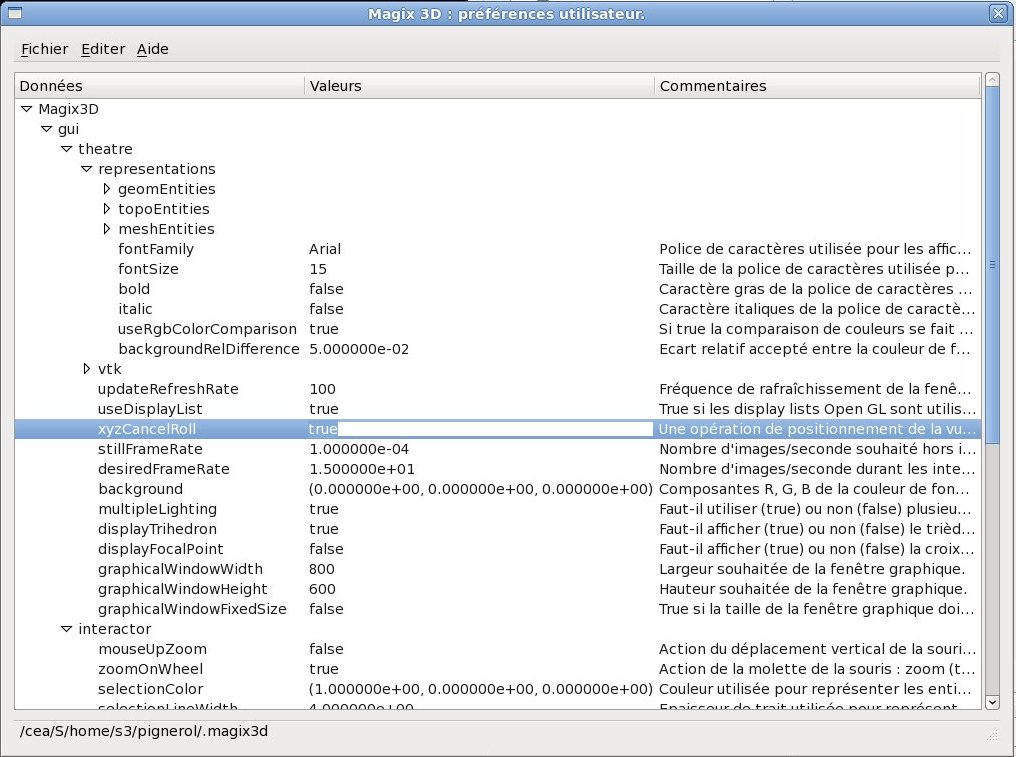 Magix 3D : préférences utilisateur.
Fichier Editer Aide
Données Valeurs Commentaires
Magix3D
gui
theatre
representations
geomEntities
topoEntities
meshEntities
fontFamily Arial Police de caractères utilisée pour les affic...
fontSize 15 Taille de la police de caractères utilisée p...
bold false Caractère gras de la police de caractères ...
italic false Caractère italiques de la police de caractè...
useRgbColorComparison true Si true la comparaison de couleurs se fait ...
backgroundRelDifference 5.000000e-02 Ecart relatif accepté entre la couleur de f...
vtk
updateRefreshRate 100 Fréquence de rafraîchissement de la fenê...
useDisplayList true True si les display lists Open GL sont utilis...
xyzCancelRoll true Une opération de positionnement de la vu...
stillFrameRate 1.000000e-04 Nombre d'images/seconde souhaité hors i...
desiredFrameRate 1.500000e+01 Nombre d'images/seconde durant les inte...
background (0.000000e+00, 0.000000e+00, 0.000000e+00) Composantes R, G, B de la couleur de fon...
multipleLighting true Faut-il utiliser (true) ou non (false) plusieu...
displayTrihedron true Faut-il afficher (true) ou non (false) le trièd...
displayFocalPoint false Faut-il afficher (true) ou non (false) la croix...
graphicalWindowWidth 800 Largeur souhaitée de la fenêtre graphique.
graphicalWindowHeight 600 Hauteur souhaitée de la fenêtre graphique.
graphicalWindowFixedSize false True si la taille de la fenêtre graphique doi...
interactor
mouseUpZoom false Action du déplacement vertical de la souri...
zoomOnWheel true Action de la molette de la souris : zoom (t...
selectionColor (1.000000e+00, 0.000000e+00, 0.000000e+00) Couleur utilisée pour représenter les enti...
selectionLineWidth 4.000000e+00 Epaisseur de trait utilisée pour représent...
/cea/S/home/s3/pignerol/.magix3d